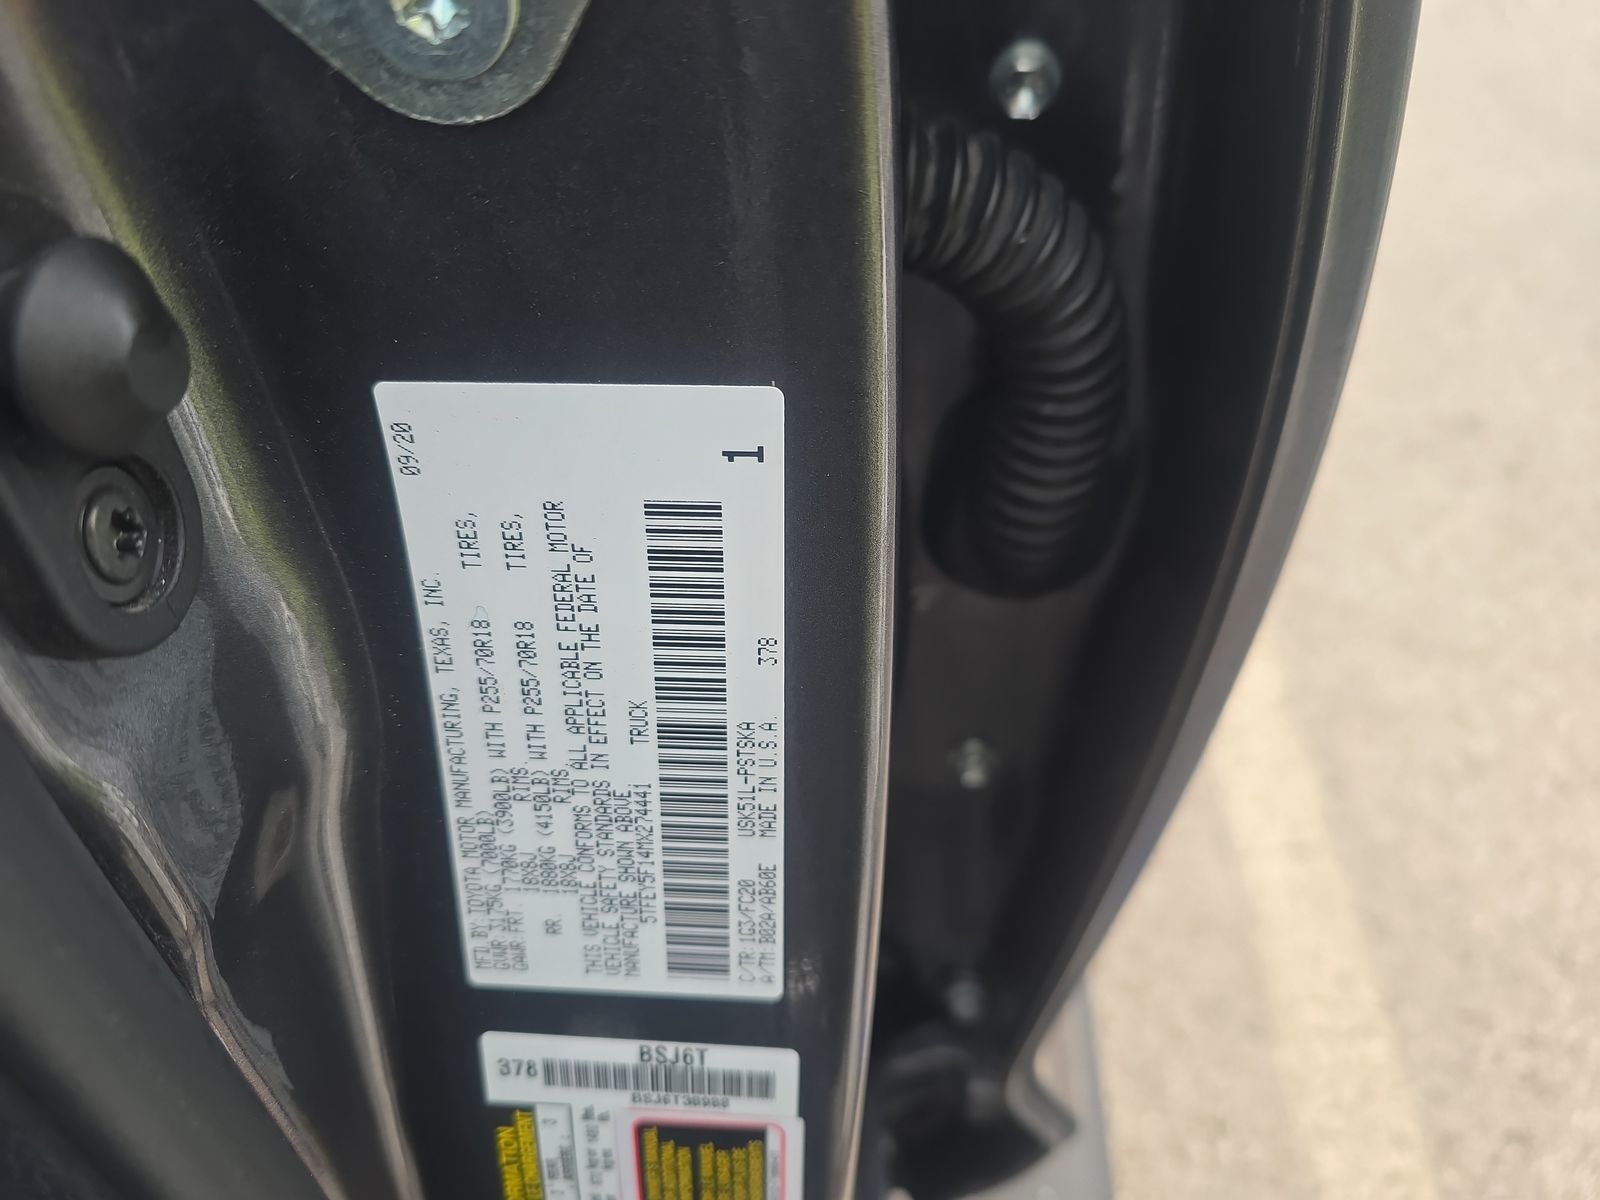 09/20
MFD BY: TOYOTA MOTOR MANUFACTURING, TEXAS, INC.
GVWR: 3175KG (7000LB)
GAWR FRT. 1770KG (3900LB) WITH P255/70R18 TIRES,
18X8J RIMS.
RR. 1880KG (4150LB) WITH P255/70R18 TIRES,
18X8J RIMS.
THIS VEHICLE CONFORMS TO ALL APPLICABLE FEDERAL MOTOR
VEHICLE SAFETY STANDARDS IN EFFECT ON THE DATE OF
MANUFACTURE SHOWN ABOVE.
5TFEY5F14MX274441 TRUCK
1
C/TR: 1G3/FC20 USK51L-PSTSKA 378
A/TM: B02A/AB60E MADE IN U.S.A.
378
BSJ6T